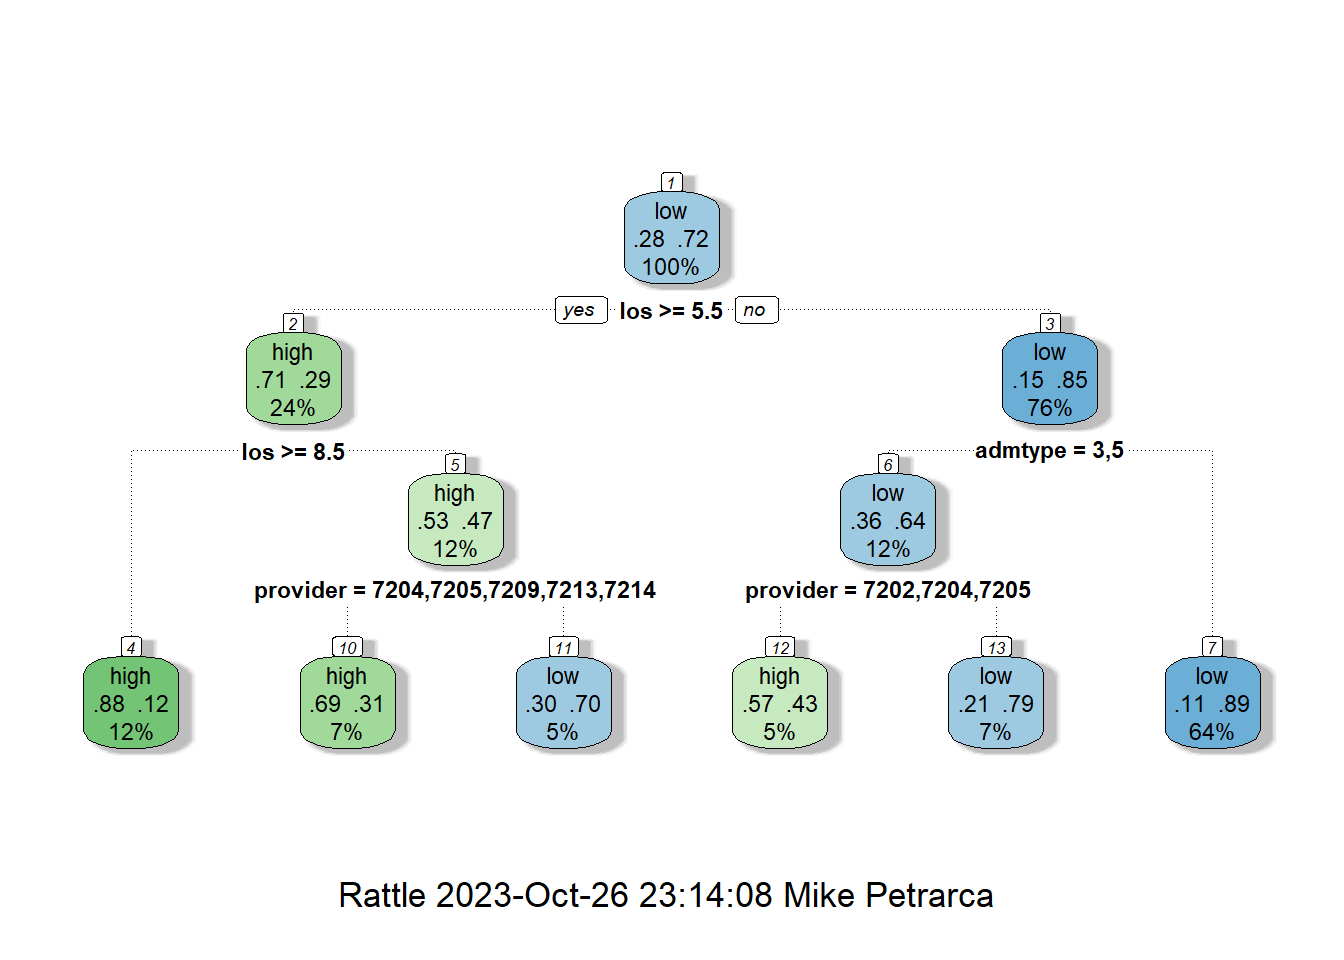 1
low
.28 .72
100%
yes los >= 5.5 no
2
high
.71 .29
24%
3
low
.15 .85
76%
los >= 8.5
admtype = 3,5
5
high
.53 .47
12%
6
low
.36 .64
12%
provider = 7204,7205,7209,7213,7214
provider = 7202,7204,7205
4
high
.88 .12
12%
10
high
.69 .31
7%
11
low
.30 .70
5%
12
high
.57 .43
5%
13
low
.21 .79
7%
7
low
.11 .89
64%
Rattle 2023-Oct-26 23:14:08 Mike Petrarca